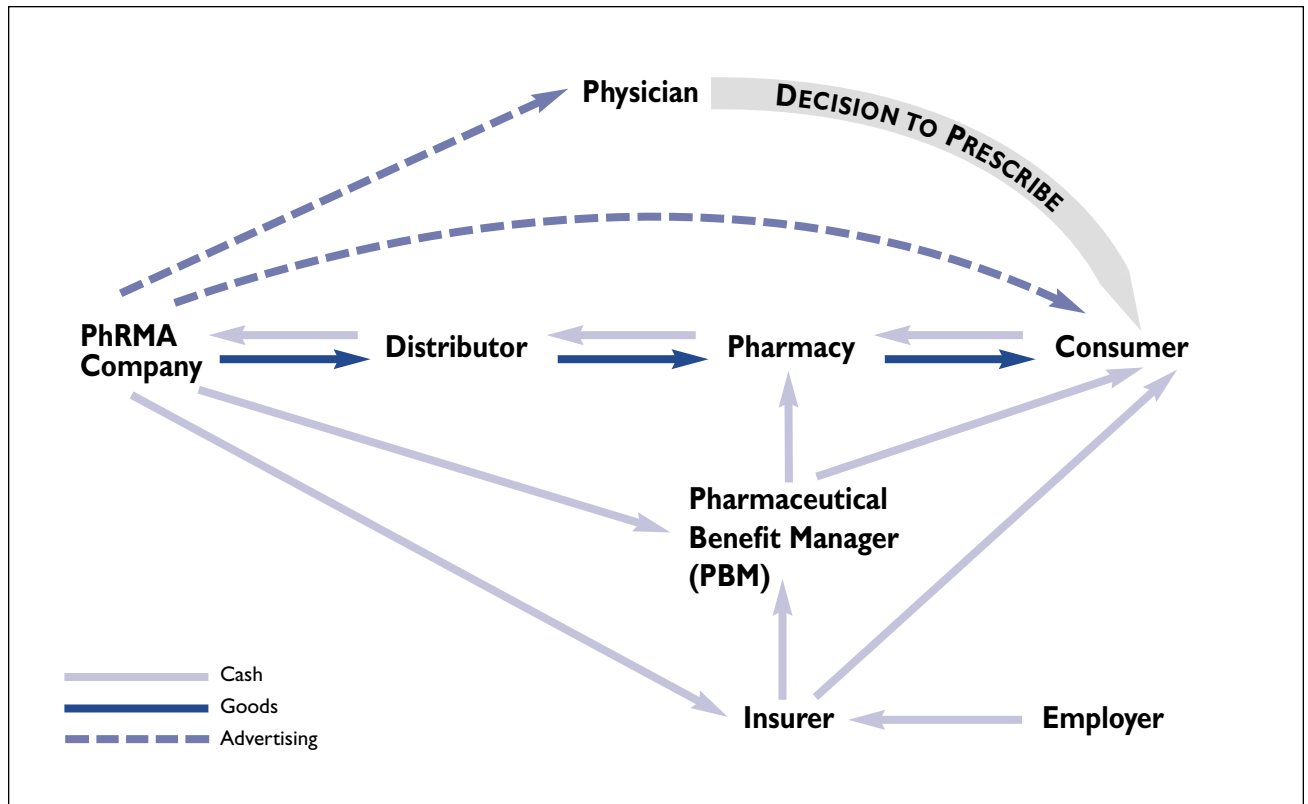 Physician
DECISION TO PRESCRIBE
PhRMA
Company
Distributor
Pharmacy
Consumer
Pharmaceutical
Benefit Manager
(PBM)
Cash
Goods
Advertising
Insurer
Employer